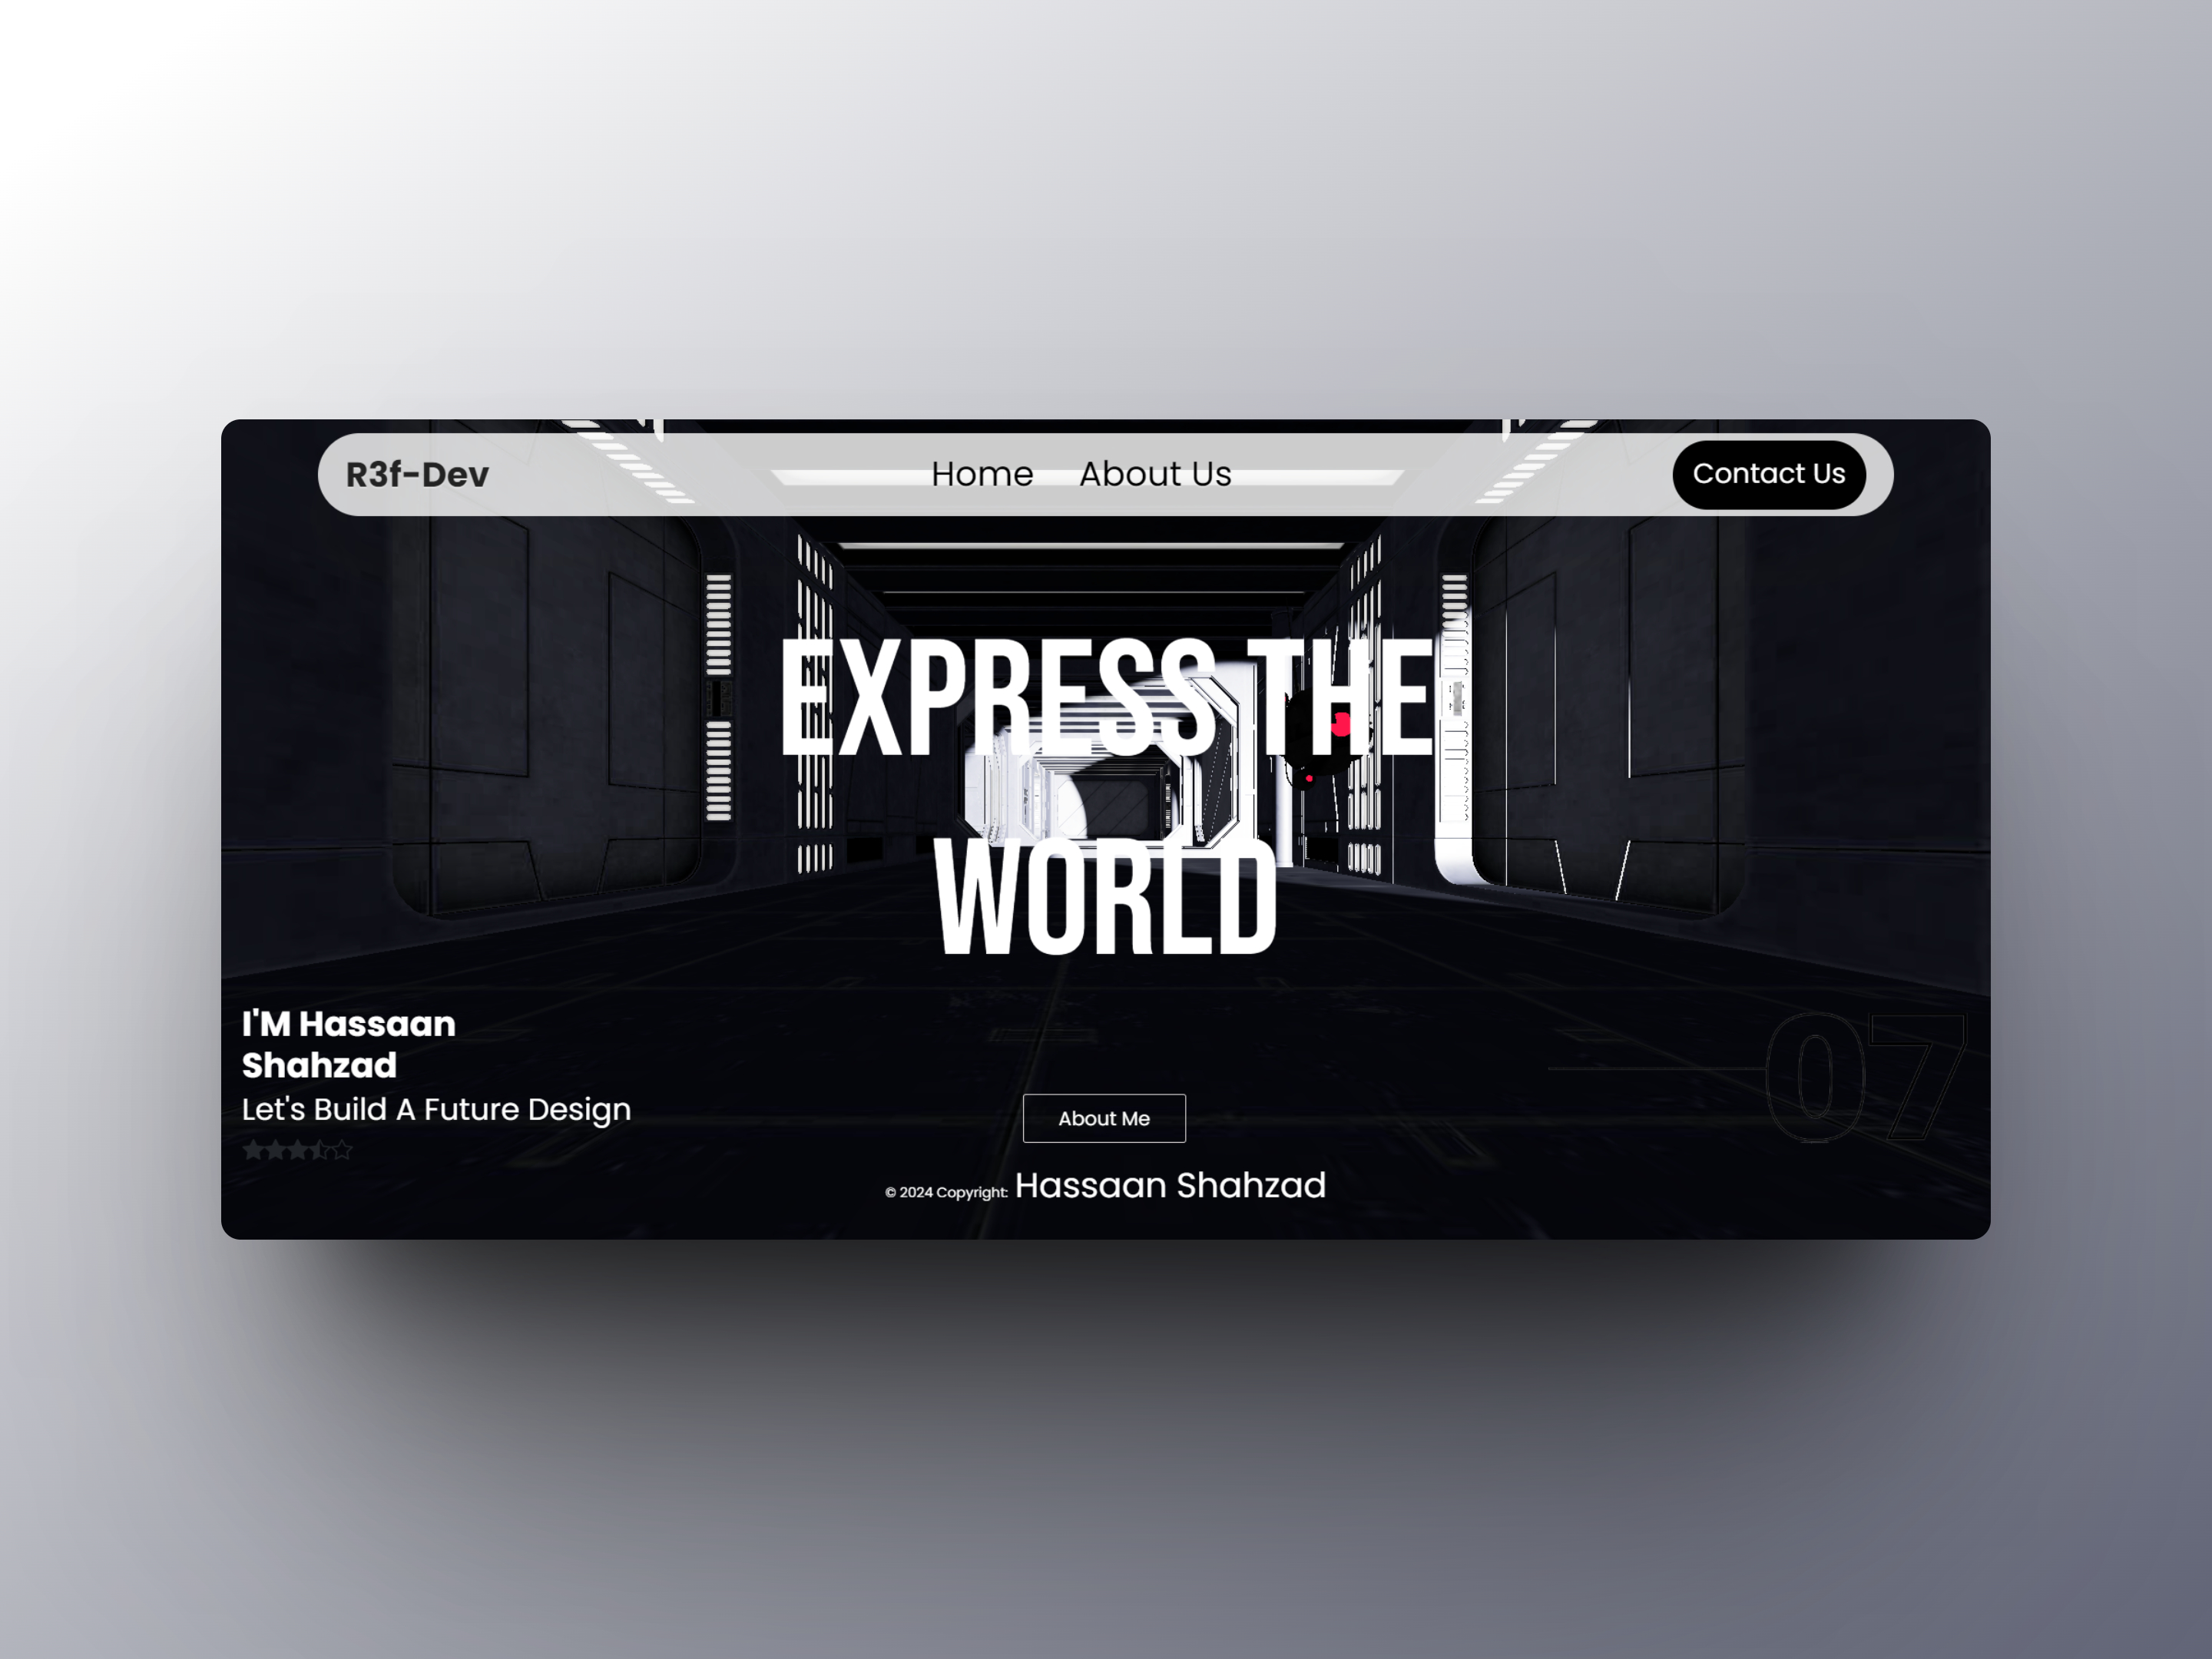 R3f-Dev
Home
About Us
Contact Us
EXPRESS THE
WORLD
I'M Hassaan
Shahzad
Let's Build A Future Design
07
About Me
© 2024 Copyright: Hassaan Shahzad